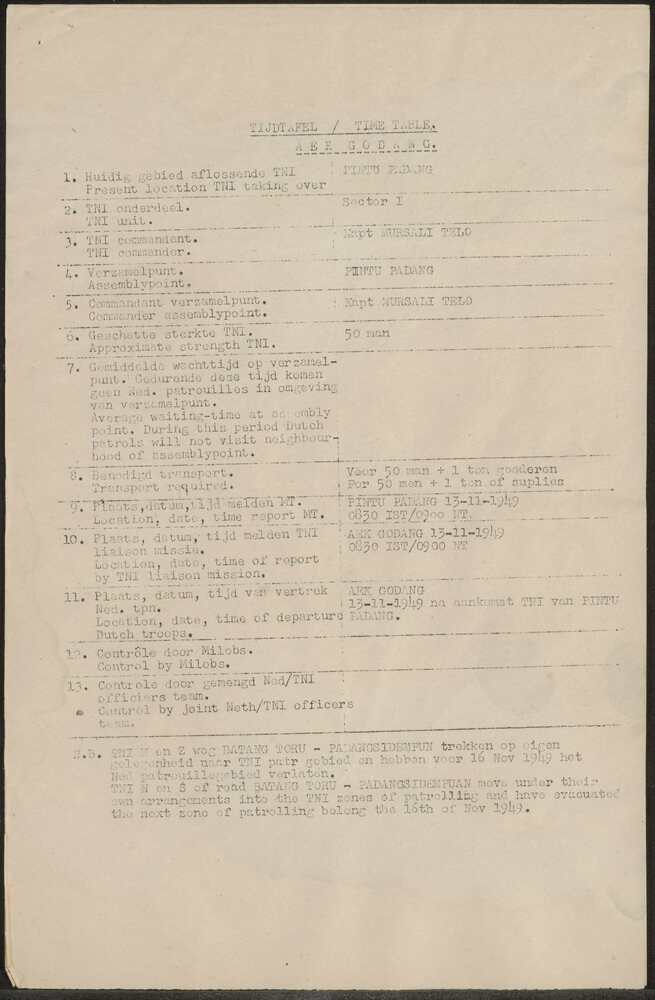 TIJDTAFEL / TIME TABLE.
A E K  G O D A N G.
1. Huidig gebied aflossende TNI : PINTU PADANG
Present location TNI taking over
2. TNI onderdeel. Sector I
TNI unit.
3. TNI commandant. Kapt MURSALI TELO
TNI commander.
4. Verzamelpunt. PINTU PADANG
Assemblypoint.
5. Commandant verzamelpunt. : Kapt MURSALI TELO
Commander assemblypoint.
6. Geschatte sterkte TNI. 50 man
Approximate strength TNI.
7. Gemiddelde wachttijd op verzamel-
punt. Gedurende deze tijd komen
geen Ned. patrouilles in omgeving
van verzamelpunt.
Average waiting-time at assembly
point. During this period Dutch
patrols will not visit neighbour-
hood of assemblypoint.
8. Benodigd transport. Voor 50 man + 1 ton goederen
Transport required. For 50 men + 1 ton of suplies
9. Plaats,datum,tijd melden MT. PINTU PADANG 13-11-1949
Location, date, time report MT. 0830 IST/0900 NT.
10. Plaats, datum, tijd melden TNI AEK GODANG 13-11-1949
liaison missie. 0830 IST/0900 NT
Location, date, time of report
by TNI liaison mission.
11. Plaats, datum, tijd van vertrek AEK GODANG
Ned. tpn. 13-11-1949 na aankomst TNI van PINTU
Location, date, time of departure PADANG.
Dutch troops.
12. Contrôle door Milobs.
Control by Milobs.
13. Controle door gemengd Ned/TNI
officiers team.
Control by joint Neth/TNI officers
team.
N.B. TNI N en Z weg BATANG TORU - PADANGSIDEMPUN trekken op eigen
gelegenheid naar TNI patr gebied en hebben voor 16 Nov 1949 het
Ned patrouillegebied verlaten.
TNI N en S of road BATANG TORU - PADANGSIDEMPUAN move under their
own arrangements into the TNI zones of patrolling and have evacuated
the next zone of patrolling belong the 16th of Nov 1949.